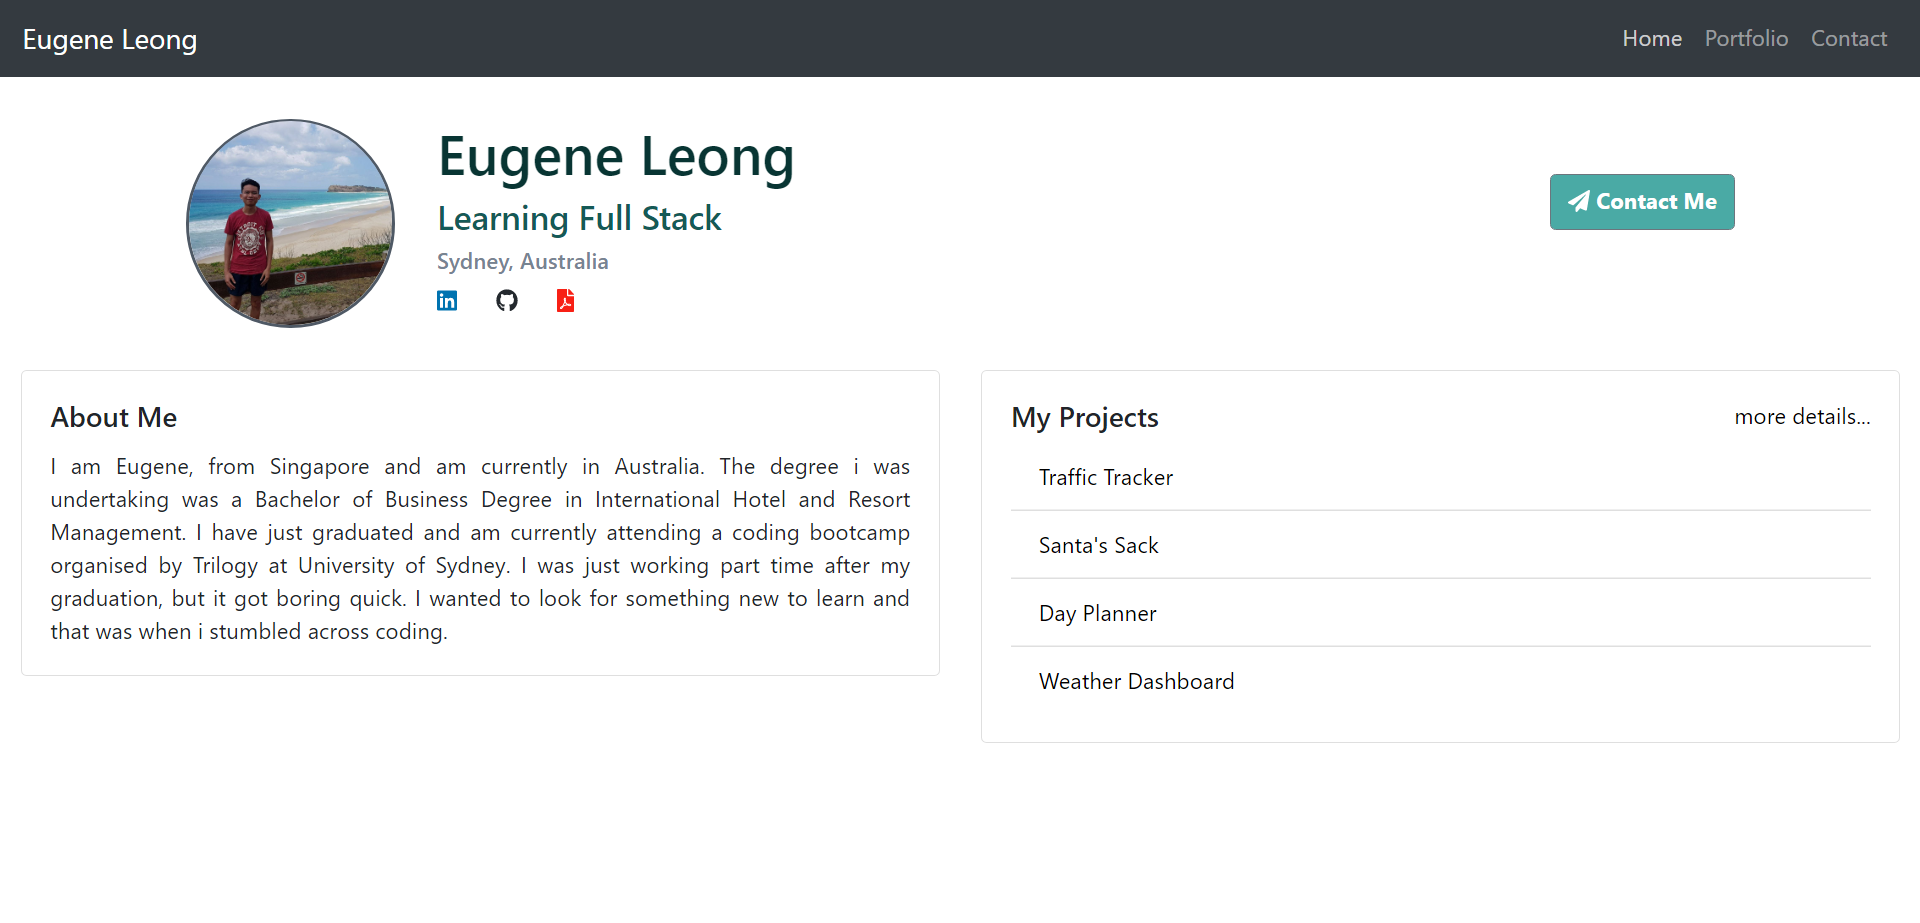 Eugene Leong
Home Portfolio Contact
Eugene Leong
Learning Full Stack
Sydney, Australia
in
Contact Me
About Me
I am Eugene, from Singapore and am currently in Australia. The degree i was
undertaking was a Bachelor of Business Degree in International Hotel and Resort
Management. I have just graduated and am currently attending a coding bootcamp
organised by Trilogy at University of Sydney. I was just working part time after my
graduation, but it got boring quick. I wanted to look for something new to learn and
that was when i stumbled across coding.
My Projects
more details...
Traffic Tracker
Santa's Sack
Day Planner
Weather Dashboard